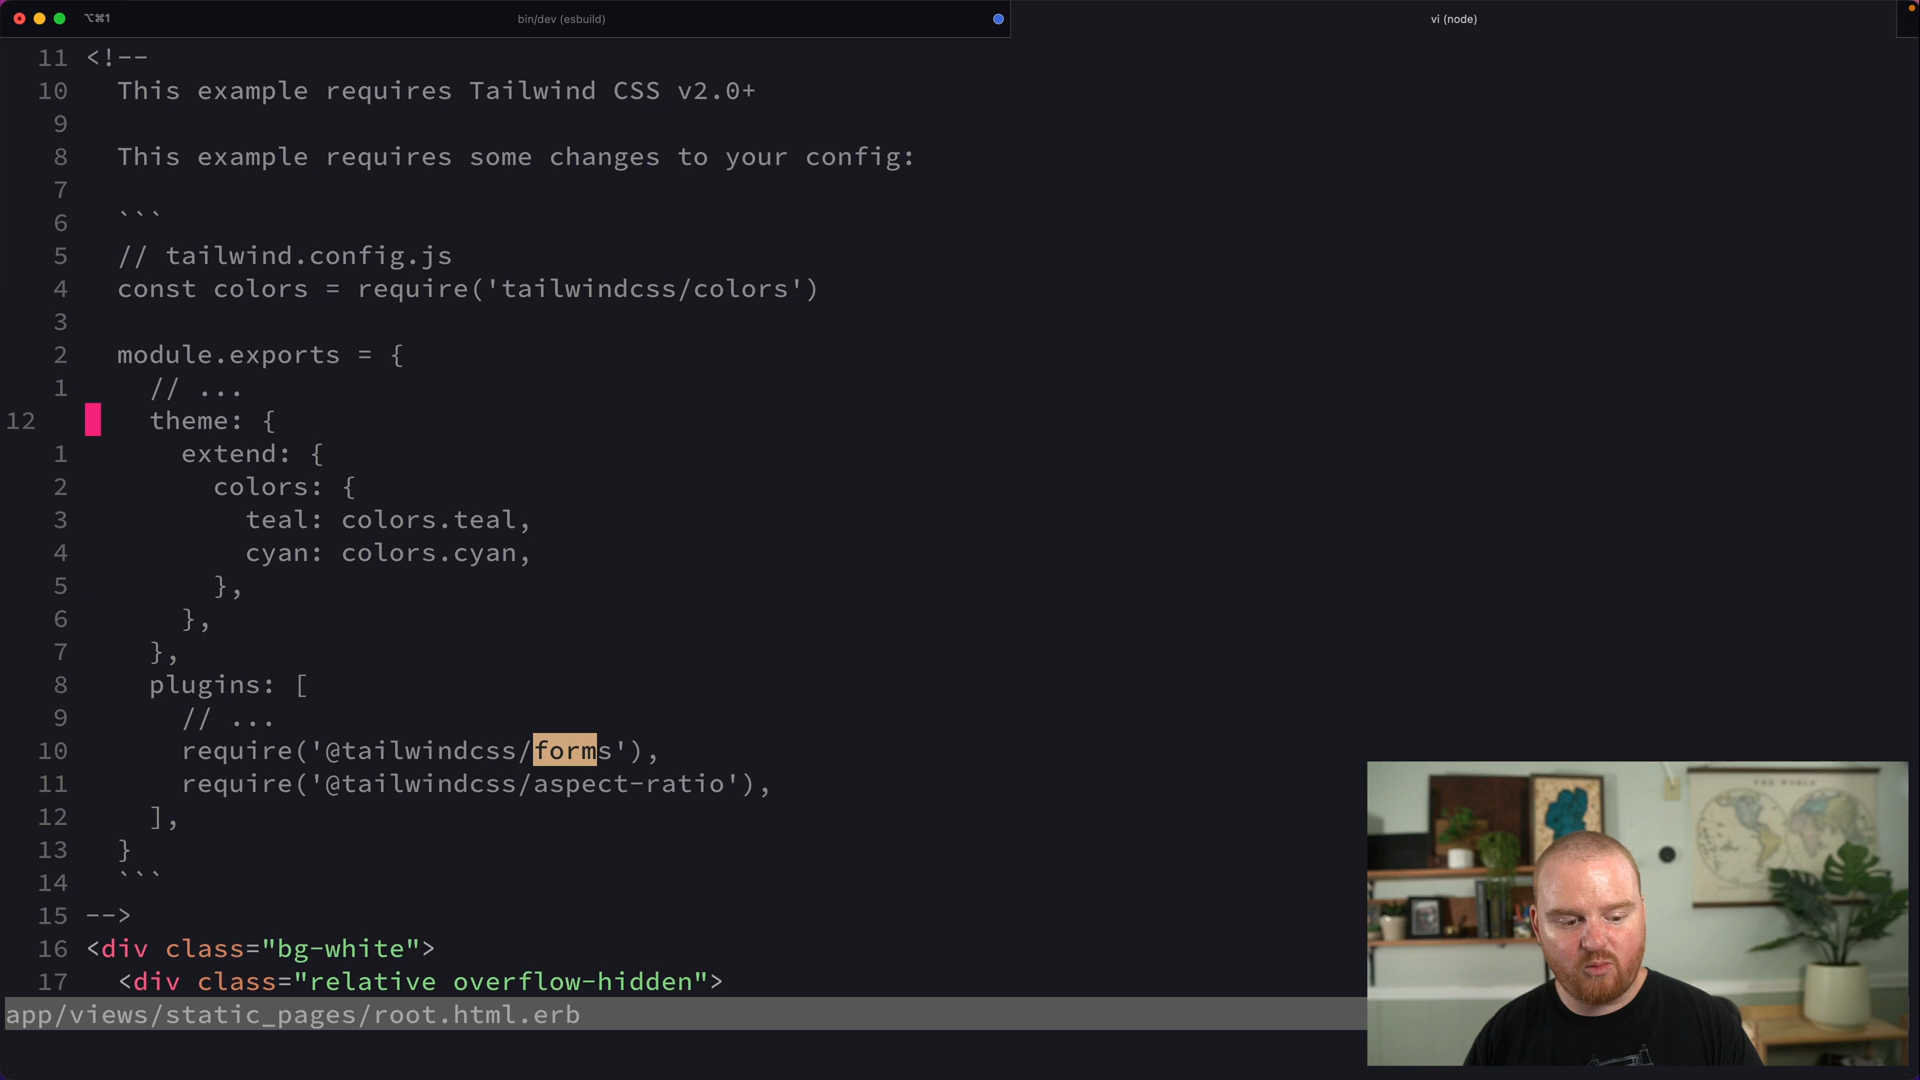 ⌥⌘1
bin/dev (esbuild)
vi (node)
11 <!--
10 This example requires Tailwind CSS v2.0+
9
8 This example requires some changes to your config:
7
6 ```
5 // tailwind.config.js
4 const colors = require('tailwindcss/colors')
3
2 module.exports = {
1 // ...
12 theme: {
1 extend: {
2 colors: {
3 teal: colors.teal,
4 cyan: colors.cyan,
5 },
6 },
7 },
8 plugins: [
9 // ...
10 require('@tailwindcss/forms'),
11 require('@tailwindcss/aspect-ratio'),
12 ],
13 }
14 ```
15 -->
16 <div class="bg-white">
17 <div class="relative overflow-hidden">
app/views/static_pages/root.html.erb
THE WORLD